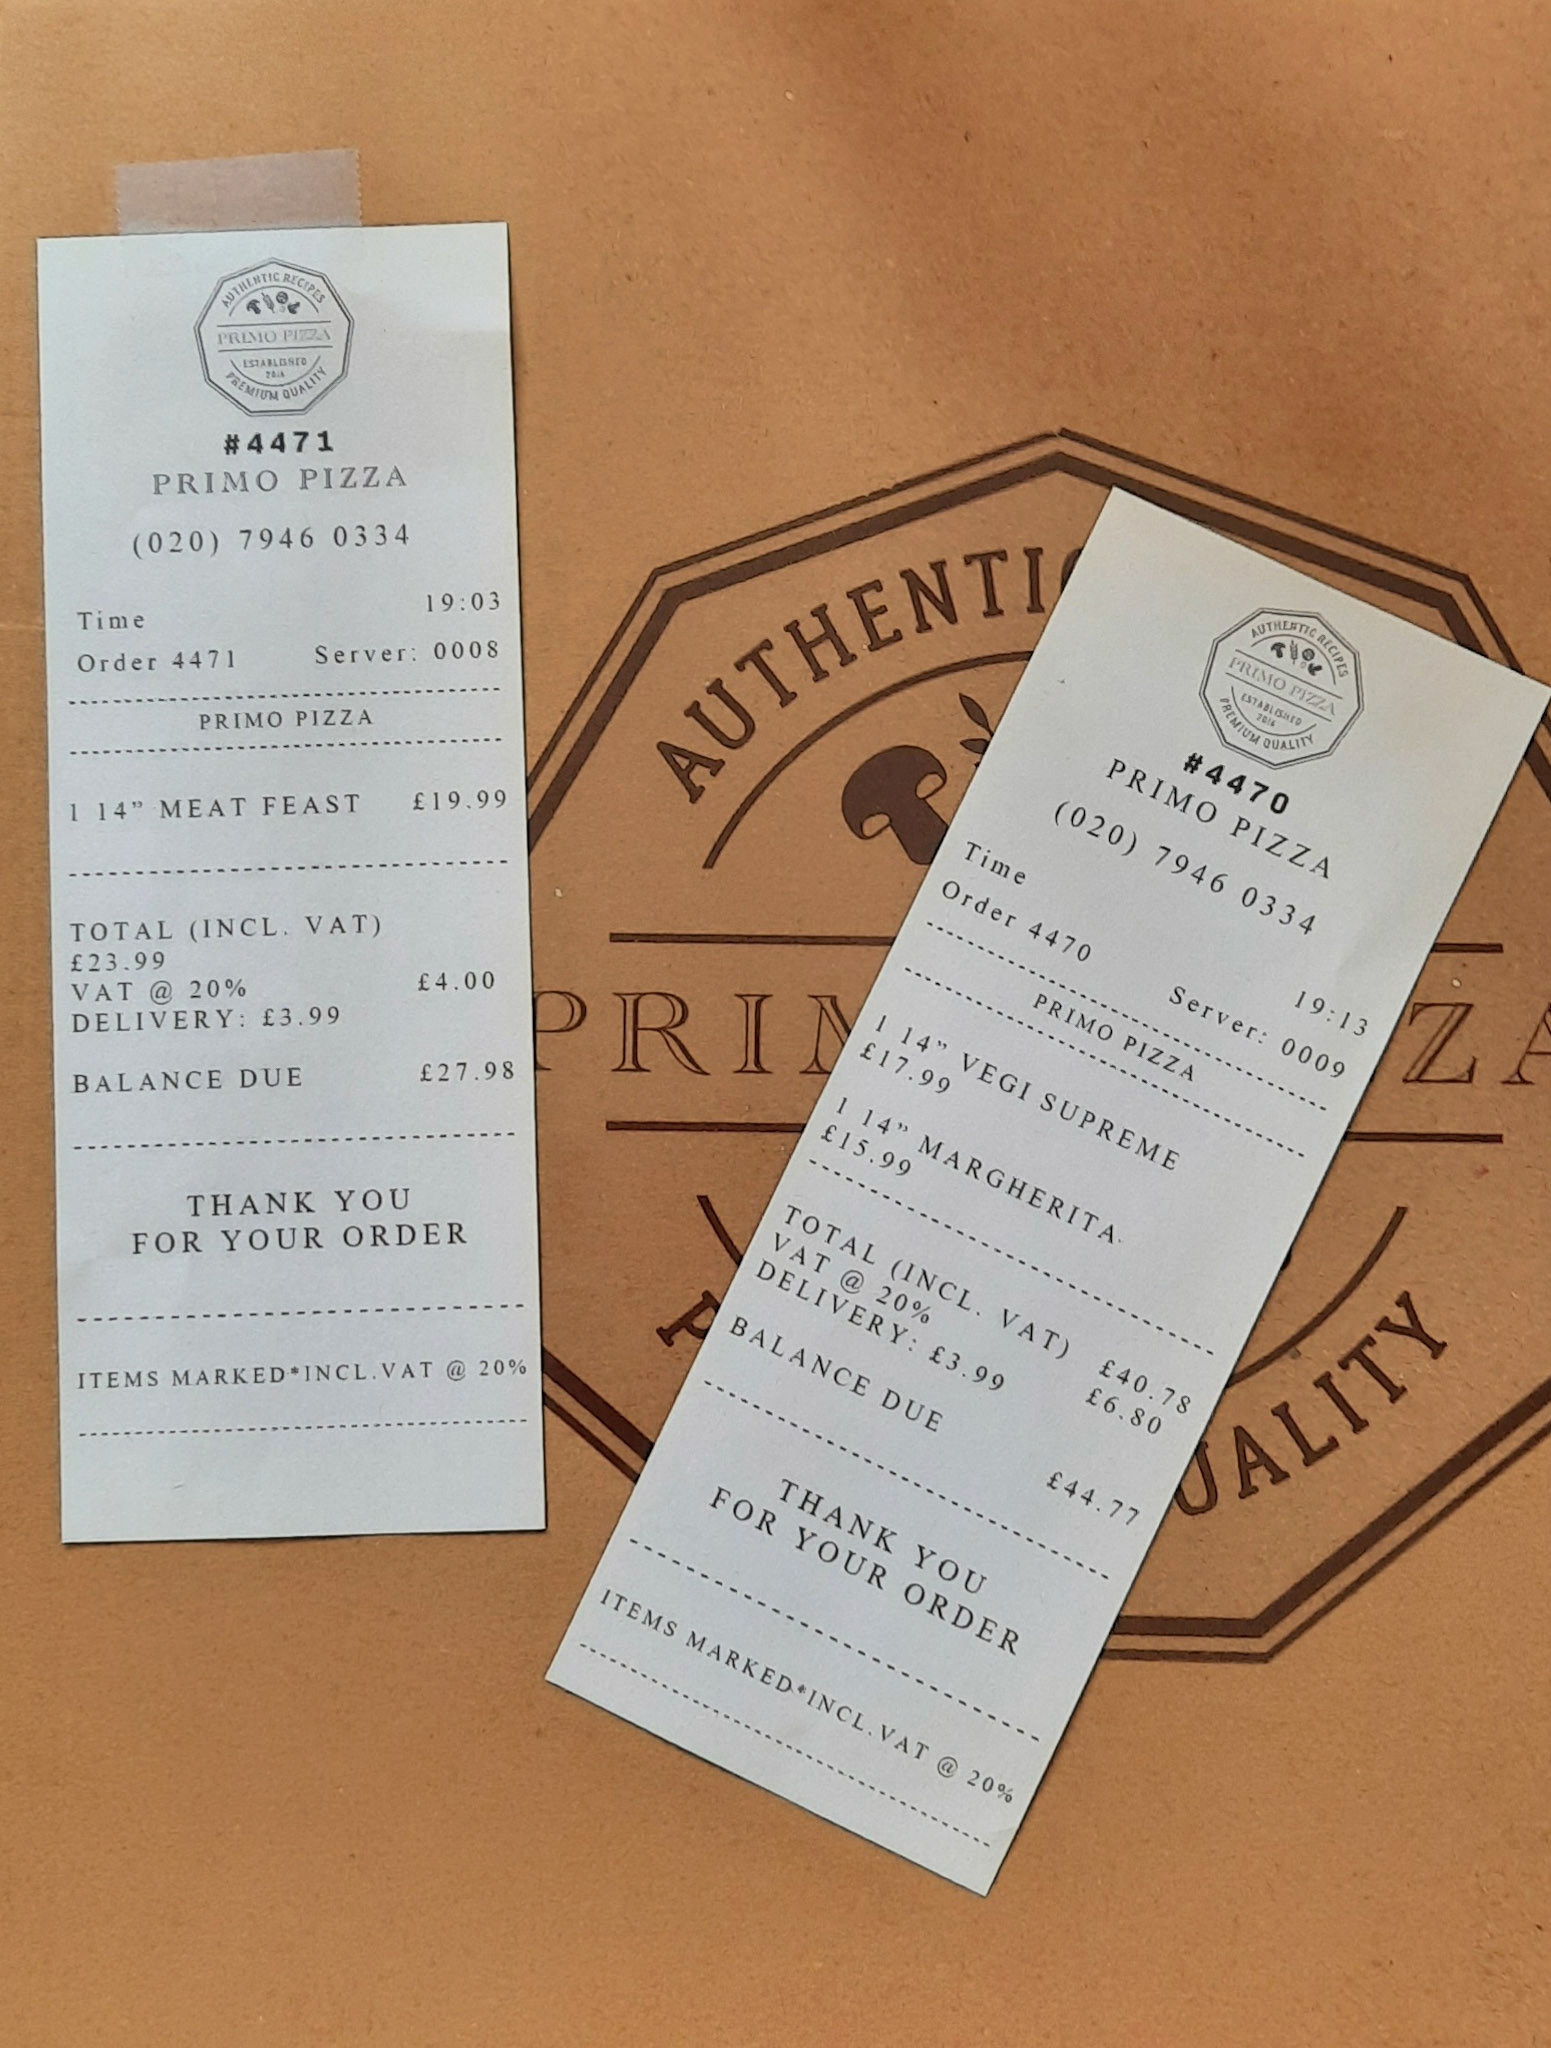 AUTHENTIC RECIPES
PRIMO PIZZA
ESTABLISHED
2016
PREMIUM QUALITY
#4471
PRIMO PIZZA
(020) 7946 0334
Time 19:03
Order 4471 Server: 0008
PRIMO PIZZA
1 14” MEAT FEAST £19.99
TOTAL (INCL. VAT)
£23.99
VAT @ 20% £4.00
DELIVERY: £3.99
BALANCE DUE £27.98
THANK YOU
FOR YOUR ORDER
ITEMS MARKED*INCL.VAT @ 20%
AUTHENTIC RECIPES
PRIMO PIZZA
ESTABLISHED
2016
PREMIUM QUALITY
#4470
PRIMO PIZZA
(020) 7946 0334
Time 19:13
Order 4470 Server: 0009
PRIMO PIZZA
1 14” VEGI SUPREME
£17.99
1 14” MARGHERITA
£15.99
TOTAL (INCL. VAT) £40.78
VAT @ 20% £6.80
DELIVERY: £3.99
BALANCE DUE £44.77
THANK YOU
FOR YOUR ORDER
ITEMS MARKED*INCL.VAT @ 20%
AUTHENTIC
PRIM ZZA
P UALITY